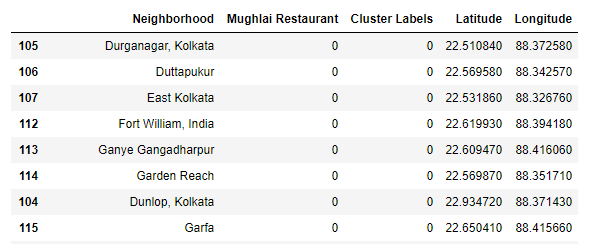 Neighborhood Mughlai Restaurant Cluster Labels Latitude Longitude
105 Durganagar, Kolkata 0 0 22.510840 88.372580
106 Duttapukur 0 0 22.569580 88.342570
107 East Kolkata 0 0 22.531860 88.326760
112 Fort William, India 0 0 22.619930 88.394180
113 Ganye Gangadharpur 0 0 22.609470 88.416060
114 Garden Reach 0 0 22.569870 88.351710
104 Dunlop, Kolkata 0 0 22.934720 88.371430
115 Garfa 0 0 22.650410 88.415660